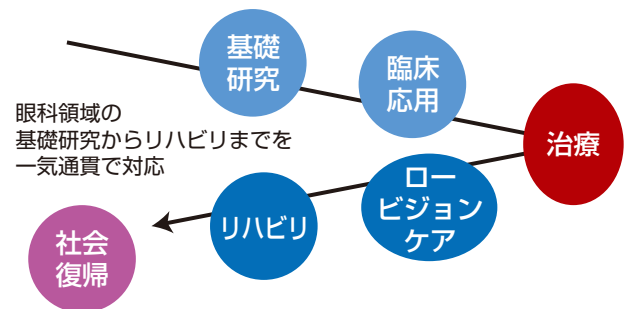 基礎
研究
臨床
応用
治療
眼科領域の
基礎研究からリハビリまでを
一気通貫で対応
ロー
ビジョン
ケア
リハビリ
社会
復帰